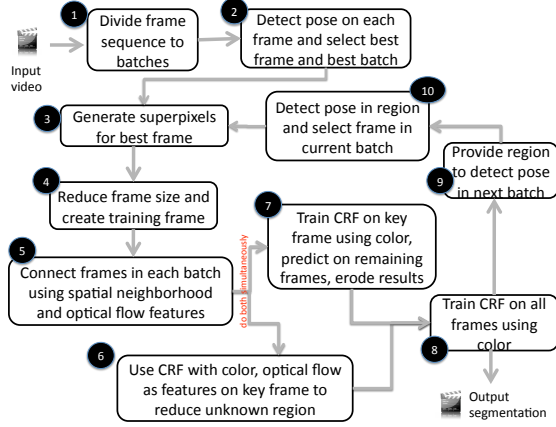 1
Divide frame
sequence to
batches
2
Detect pose on each
frame and select best
frame and best batch
Input
video
3
Generate superpixels
for best frame
10
Detect pose in region
and select frame in
current batch
Provide region
to detect pose
in next batch
9
4
Reduce frame size and
create training frame
5
Connect frames in each batch
using spatial neighborhood
and optical flow features
do both simultaneously
7
Train CRF on key
frame using color,
predict on remaining
frames, erode results
6
Use CRF with color, optical flow
as features on key frame to
reduce unknown region
Train CRF on all
frames using
color
8
Output
segmentation